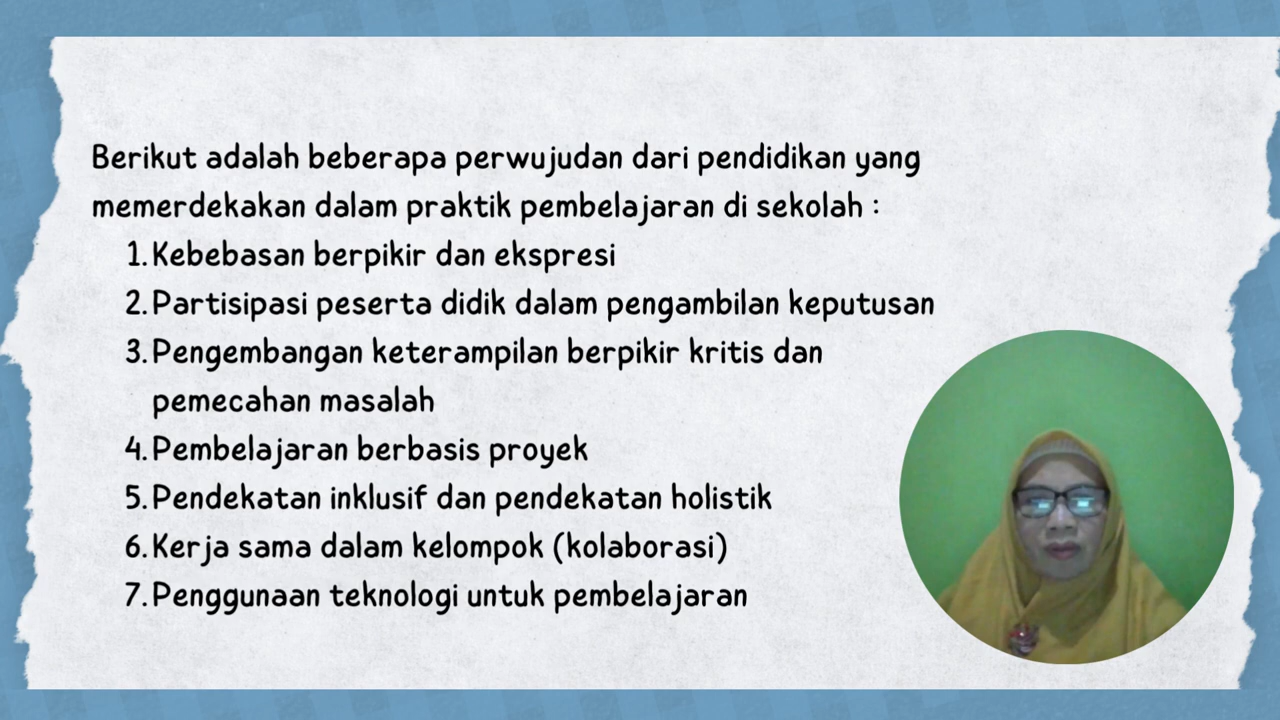 Berikut adalah beberapa perwujudan dari pendidikan yang
memerdekakan dalam praktik pembelajaran di sekolah :
1. Kebebasan berpikir dan ekspresi
2. Partisipasi peserta didik dalam pengambilan keputusan
3. Pengembangan keterampilan berpikir kritis dan
pemecahan masalah
4. Pembelajaran berbasis proyek
5. Pendekatan inklusif dan pendekatan holistik
6. Kerja sama dalam kelompok (kolaborasi)
7. Penggunaan teknologi untuk pembelajaran